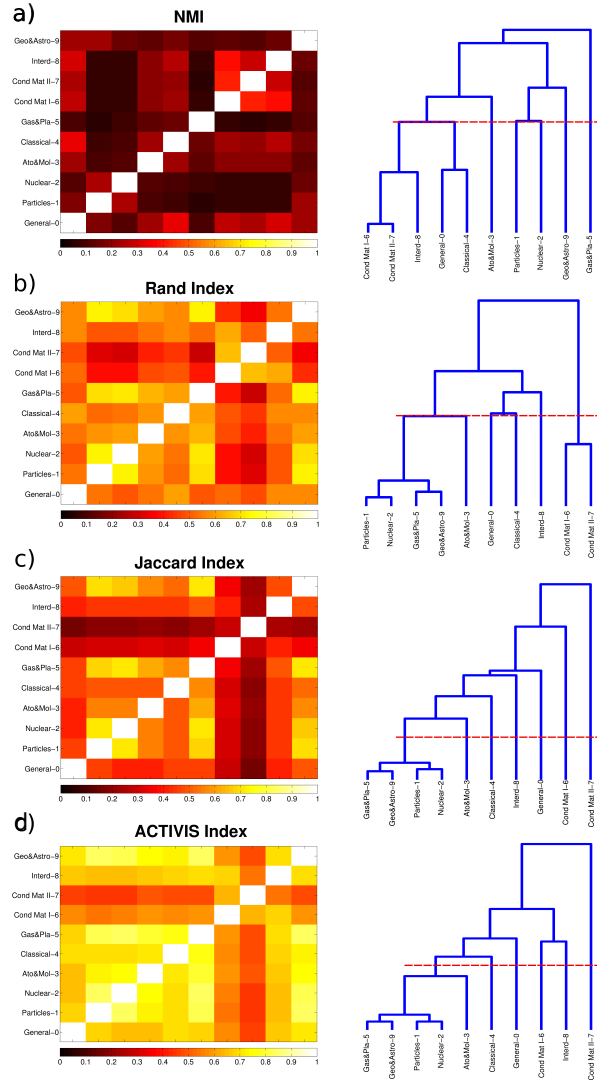 a)
NMI
Geo&Astro-9
Interd-8
Cond Mat II-7
Cond Mat I-6
Gas&Pla-5
Classical-4
Ato&Mol-3
Nuclear-2
Particles-1
General-0
0 0.1 0.2 0.3 0.4 0.5 0.6 0.7 0.8 0.9 1
Cond Mat I-6
Cond Mat II-7
Interd-8
General-0
Classical-4
Ato&Mol-3
Particles-1
Nuclear-2
Geo&Astro-9
Gas&Pla-5
b)
Rand Index
Geo&Astro-9
Interd-8
Cond Mat II-7
Cond Mat I-6
Gas&Pla-5
Classical-4
Ato&Mol-3
Nuclear-2
Particles-1
General-0
0 0.1 0.2 0.3 0.4 0.5 0.6 0.7 0.8 0.9 1
Particles-1
Nuclear-2
Gas&Pla-5
Geo&Astro-9
Ato&Mol-3
General-0
Classical-4
Interd-8
Cond Mat I-6
Cond Mat II-7
c)
Jaccard Index
Geo&Astro-9
Interd-8
Cond Mat II-7
Cond Mat I-6
Gas&Pla-5
Classical-4
Ato&Mol-3
Nuclear-2
Particles-1
General-0
0 0.1 0.2 0.3 0.4 0.5 0.6 0.7 0.8 0.9 1
Gas&Pla-5
Geo&Astro-9
Particles-1
Nuclear-2
Ato&Mol-3
Classical-4
Interd-8
General-0
Cond Mat I-6
Cond Mat II-7
d)
ACTIVIS Index
Geo&Astro-9
Interd-8
Cond Mat II-7
Cond Mat I-6
Gas&Pla-5
Classical-4
Ato&Mol-3
Nuclear-2
Particles-1
General-0
0 0.1 0.2 0.3 0.4 0.5 0.6 0.7 0.8 0.9 1
Gas&Pla-5
Geo&Astro-9
Particles-1
Nuclear-2
Ato&Mol-3
Classical-4
General-0
Cond Mat I-6
Interd-8
Cond Mat II-7